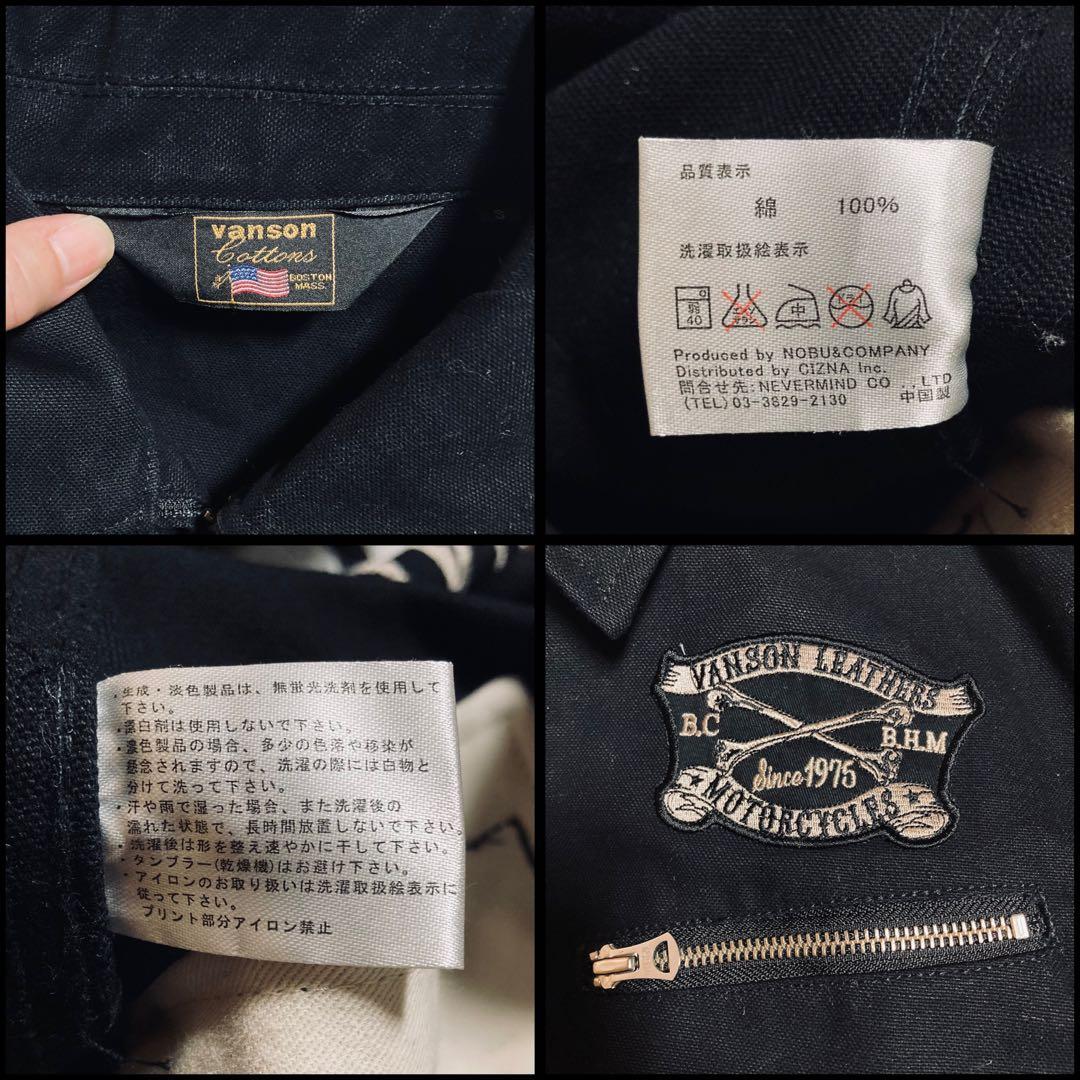 vanson
Cottons
BOSTON
MASS.
品質表示
綿 100%
洗濯取扱絵表示
弱
40
エンソ
サラシ
中
ドライ
Produced by NOBU&COMPANY
Distributed by CIZNA Inc.
問合せ先:NEVERMIND CO .,LTD
(TEL)03-3829-2130 中国製
・生成・淡色製品は、無蛍光洗剤を使用して
下さい。
・蛋白剤は使用しないで下さい。
・濃色製品の場合、多少の色落や移染が
懸念されますので、洗濯の際には白物と
分けて洗って下さい。
・汗や雨で湿った場合、また洗濯後の
濡れた状態で、長時間放置しないで下さい。
・洗濯後は形を整え速やかに干して下さい。
・タンブラー(乾燥機)はお避け下さい。
・アイロンのお取り扱いは洗濯取扱絵表示に
従って下さい。
プリント部分アイロン禁止
VANSON LEATHERS
B.C
B.H.M
Since1975
MOTORCYCLES